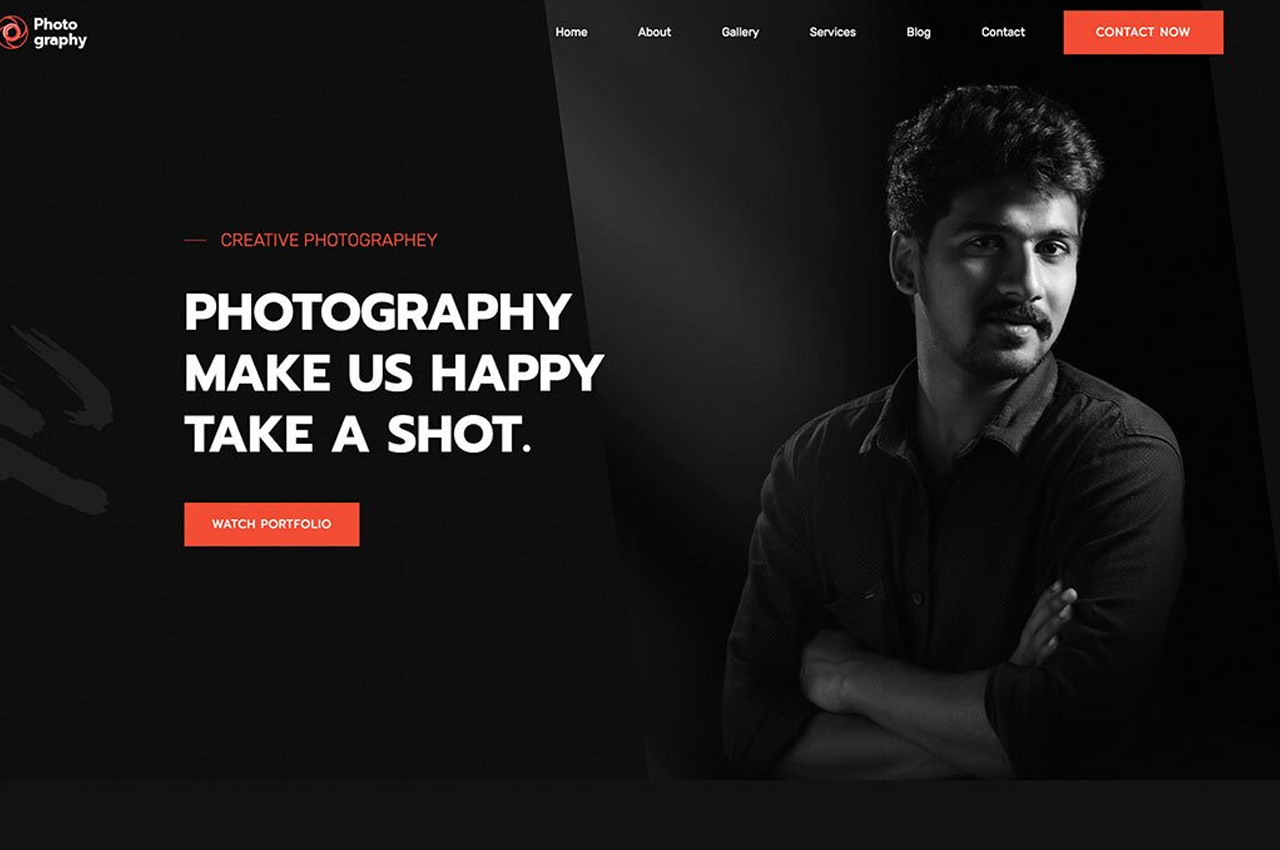 Photo
graphy
Home About Gallery Services Blog Contact CONTACT NOW
CREATIVE PHOTOGRAPHEY
PHOTOGRAPHY
MAKE US HAPPY
TAKE A SHOT.
WATCH PORTFOLIO